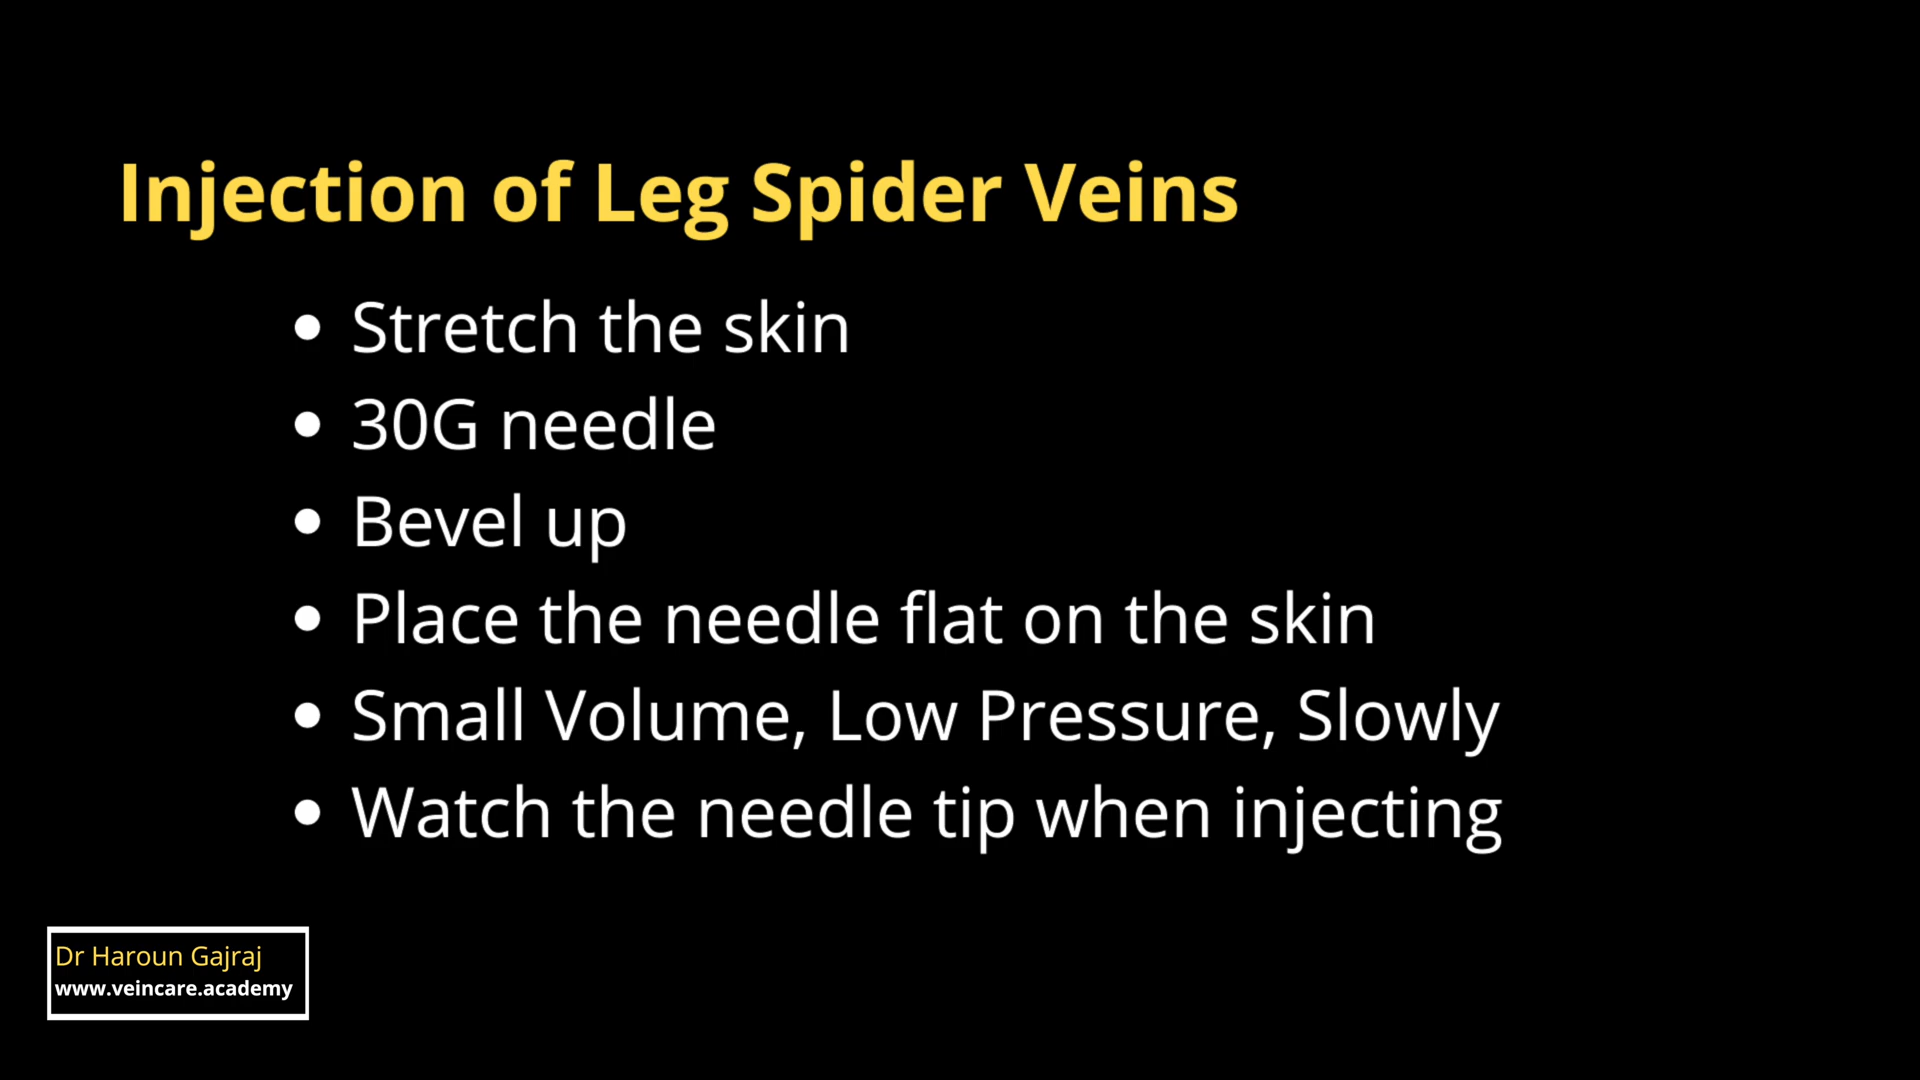 Injection of Leg Spider Veins
• Stretch the skin
• 30G needle
• Bevel up
• Place the needle flat on the skin
• Small Volume, Low Pressure, Slowly
• Watch the needle tip when injecting
Dr Haroun Gajraj
www.veincare.academy